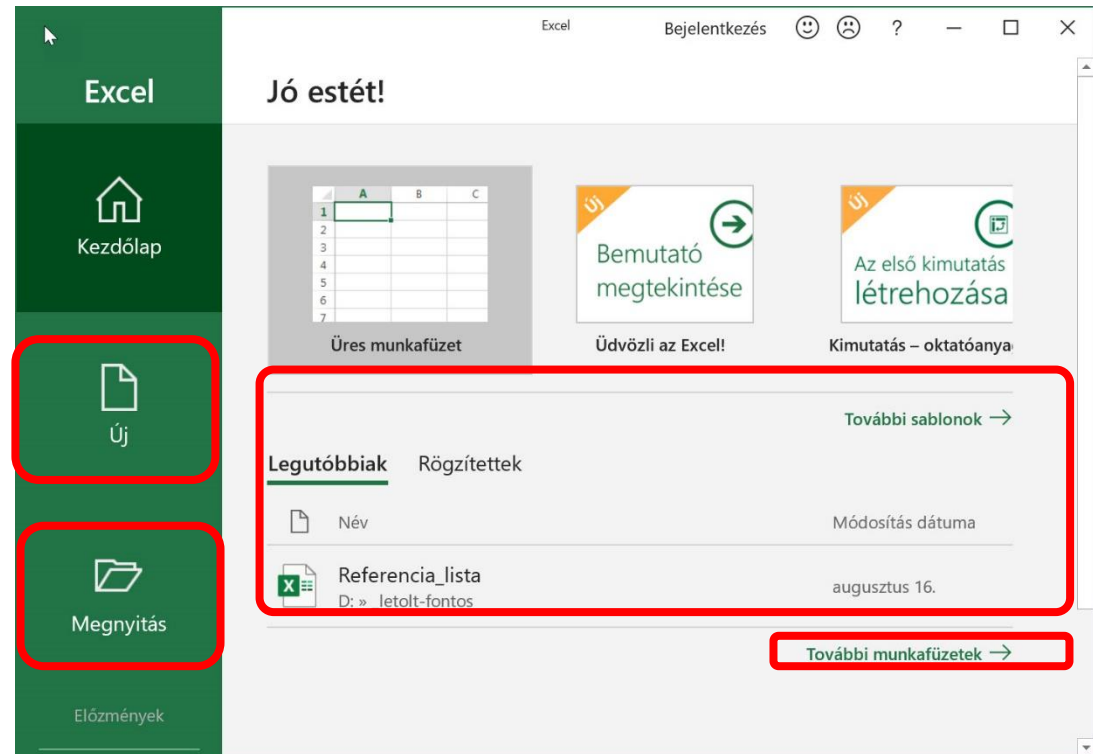 Excel
Bejelentkezés
?
Excel
Jó estét!
Kezdőlap
Új
Megnyitás
Előzmények
A B C
1
2
3
4
5
6
7
Üres munkafüzet
Új
Bemutató
megtekintése
Üdvözli az Excel!
Új
Az első kimutatás
létrehozása
Kimutatás – oktatóanya
További sablonok
Legutóbbiak Rögzítettek
Név Módosítás dátuma
Referencia_lista
D: » letolt-fontos
augusztus 16.
További munkafüzetek